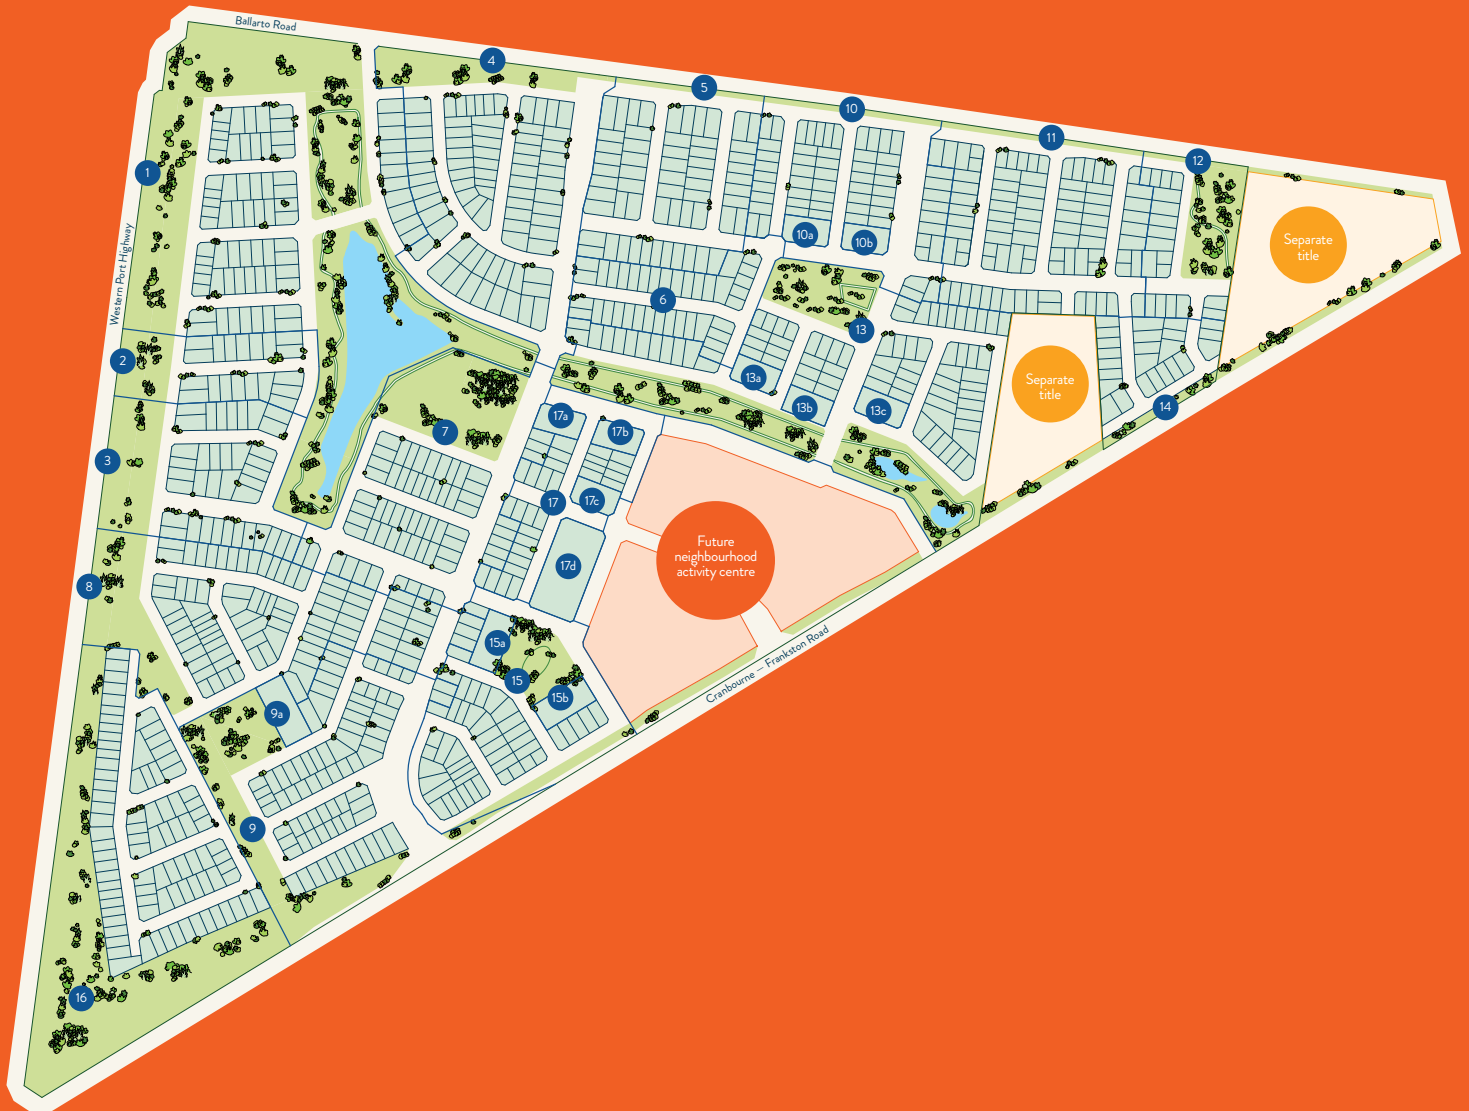 Ballarto Road
4
5
10
11
12
1
Western Port Highway
10a
10b
Separate
title
6
13
2
13a
13b
13c
Separate
title
14
7
17a
17b
3
17
17c
17d
Future
neighbourhood
activity centre
8
15a
15
15b
Cranbourne – Frankston Road
9a
9
16